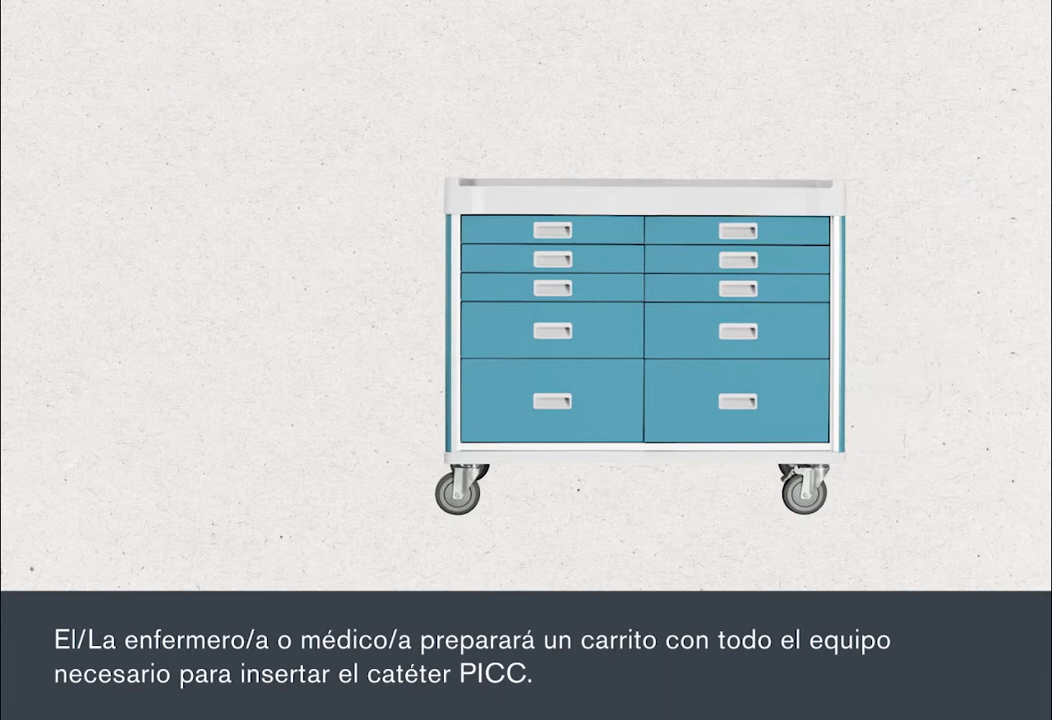 El/La enfermero/a o médico/a preparará un carrito con todo el equipo
necesario para insertar el catéter PICC.